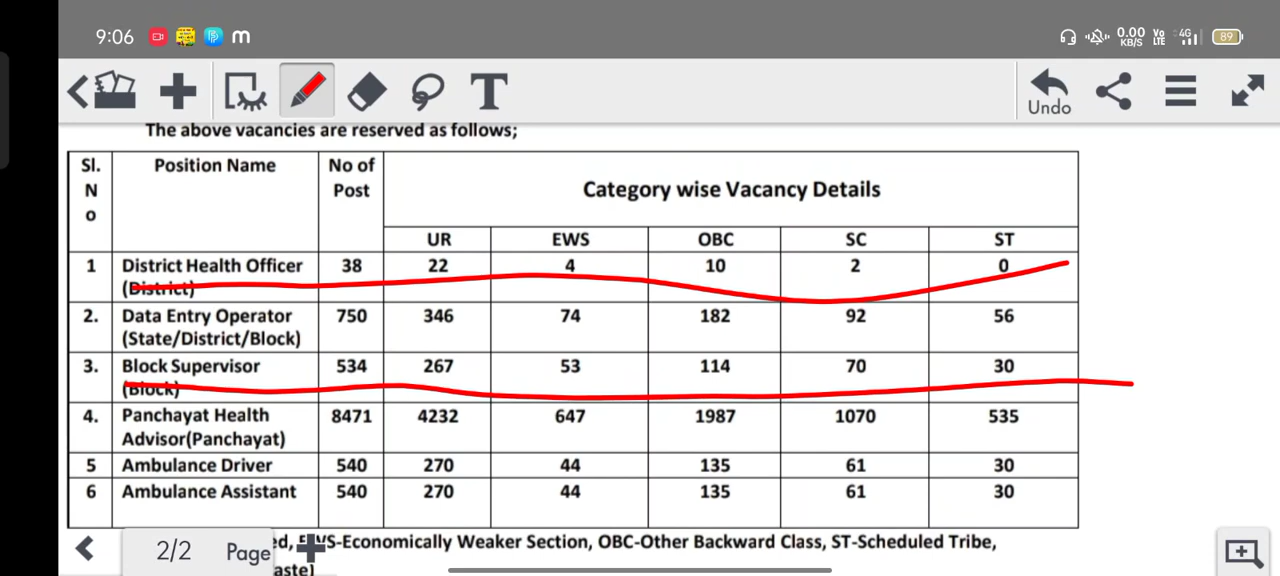 9:06 m 0.00 KB/S Vo LTE 4G 89
T Undo
The above vacancies are reserved as follows;
Sl. No Position Name No of Post Category wise Vacancy Details
UR EWS OBC SC ST
1 District Health Officer (District) 38 22 4 10 2 0
2. Data Entry Operator (State/District/Block) 750 346 74 182 92 56
3. Block Supervisor (Block) 534 267 53 114 70 30
4. Panchayat Health Advisor(Panchayat) 8471 4232 647 1987 1070 535
5 Ambulance Driver 540 270 44 135 61 30
6 Ambulance Assistant 540 270 44 135 61 30
2/2 Page
-Economically Weaker Section, OBC-Other Backward Class, ST-Scheduled Tribe,